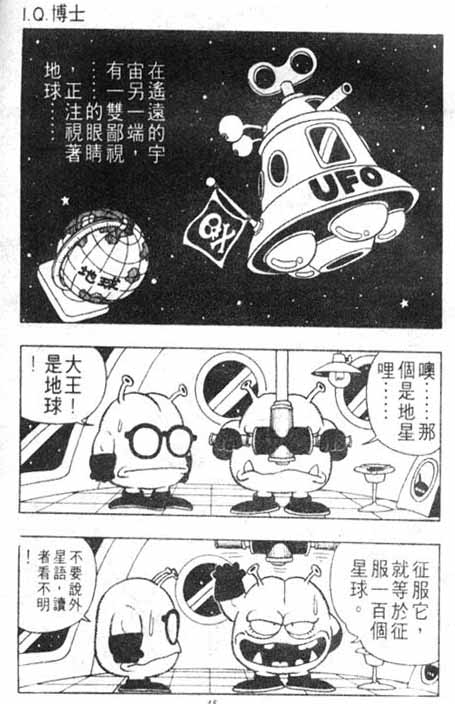 I.Q.博士
在遙遠的宇
宙另一端，
有一雙鄙視
……的眼睛
，正注視著
地球……
UFO
地球
噢……那
個是地星
哩……
大王！
是地球
！
征服它，
就等於征
服一百個
星球。
不要說外
星語，讀
者看不明
！